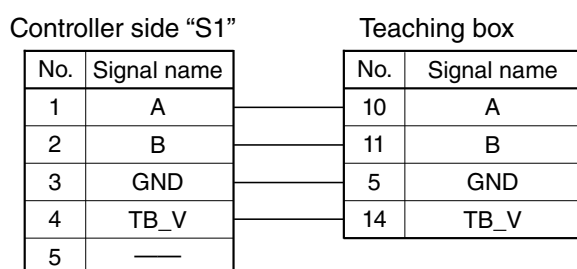 Controller side “S1” Teaching box
No. Signal name No. Signal name
1 A 10 A
2 B 11 B
3 GND 5 GND
4 TB_V 14 TB_V
5 ——